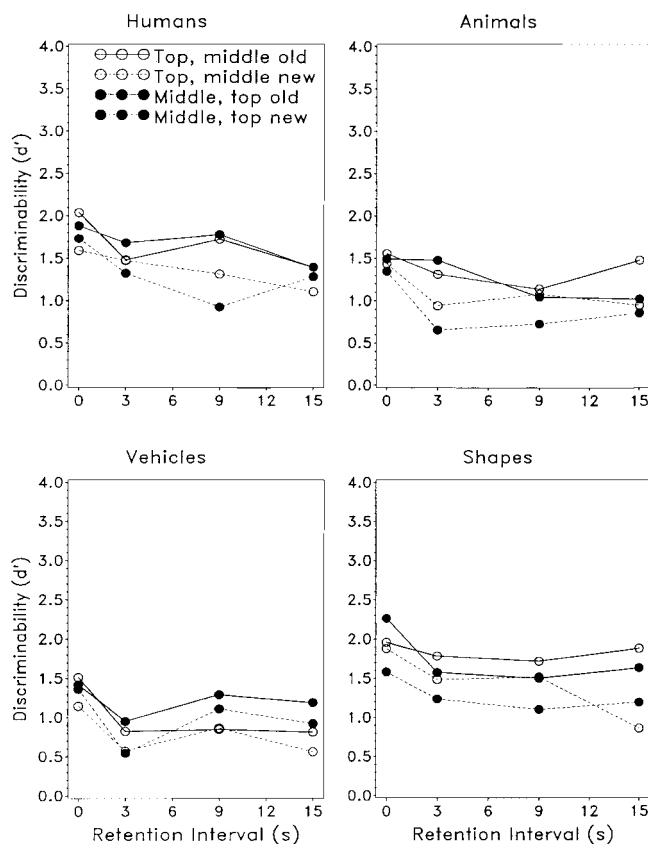 Humans
Animals
Top, middle old
Top, middle new
Middle, top old
Middle, top new
Discriminability (d')
4.0
3.5
3.0
2.5
2.0
1.5
1.0
0.5
0.0
0 3 6 9 12 15
4.0
3.5
3.0
2.5
2.0
1.5
1.0
0.5
0.0
0 3 6 9 12 15
Vehicles
Shapes
Discriminability (d')
4.0
3.5
3.0
2.5
2.0
1.5
1.0
0.5
0.0
0 3 6 9 12 15
Retention Interval (s)
4.0
3.5
3.0
2.5
2.0
1.5
1.0
0.5
0.0
0 3 6 9 12 15
Retention Interval (s)